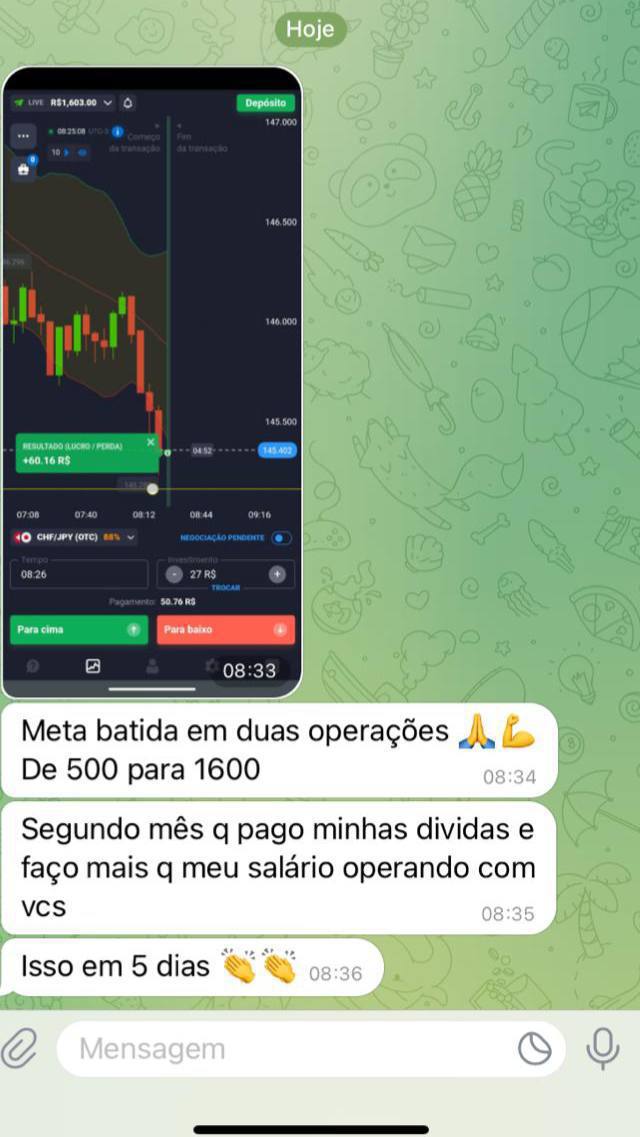 Hoje
LIVE R$1,603.00
Depósito
147.000
08:25:08 UTC-3
Começo da transação
Fim da transação
10
0
146.500
146.000
145.500
RESULTADO (LUCRO / PERDA)
+60.16 R$
04:52
145.402
07:08 07:40 08:12 08:44 09:16
CHF/JPY (OTC) 88%
NEGOCIAÇÃO PENDENTE
Tempo
08:26
Investimento
- 27 R$ +
TROCAR
Pagamento: 50.76 R$
Para cima
Para baixo
08:33
Meta batida em duas operações 🙏💪
De 500 para 1600
08:34
Segundo mês q pago minhas dividas e
faço mais q meu salário operando com
vcs
08:35
Isso em 5 dias 👏👏
08:36
Mensagem